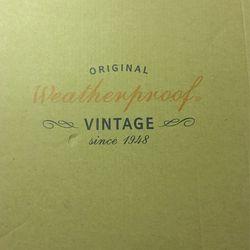 ORIGINAL
Weatherproof®
VINTAGE
since 1948